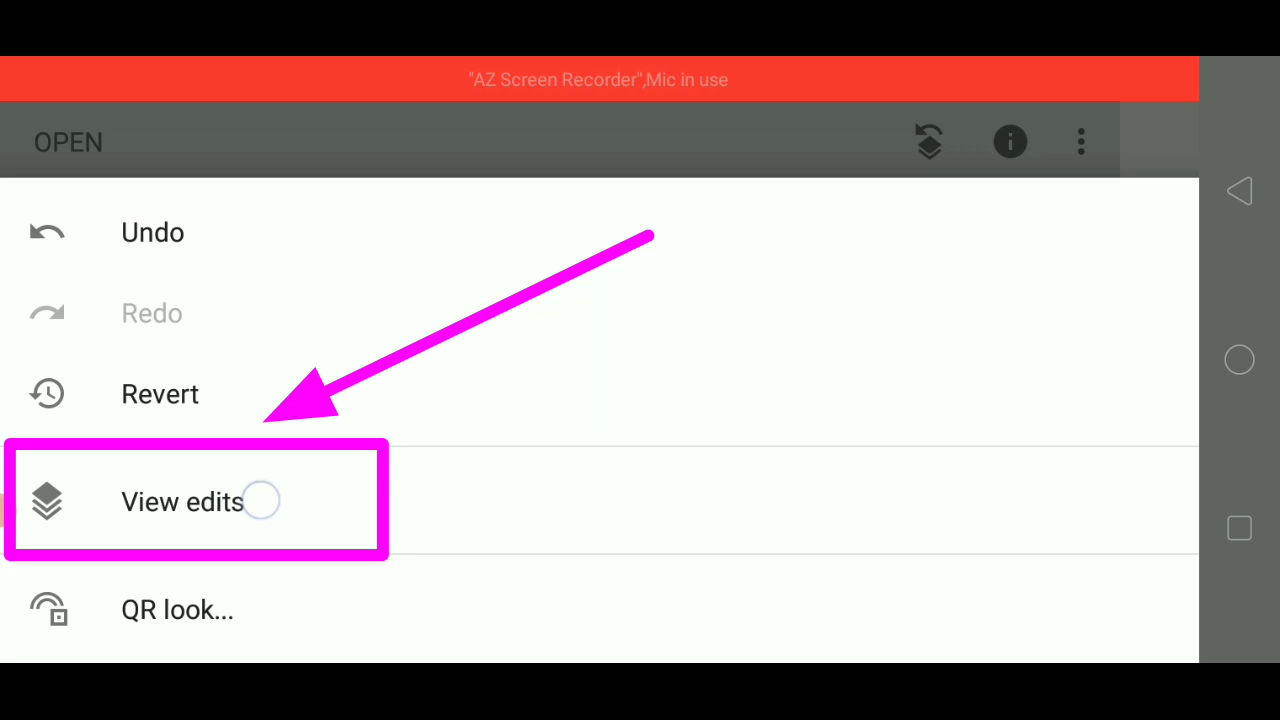 "AZ Screen Recorder",Mic in use
OPEN
Undo
Redo
Revert
View edits
QR look...